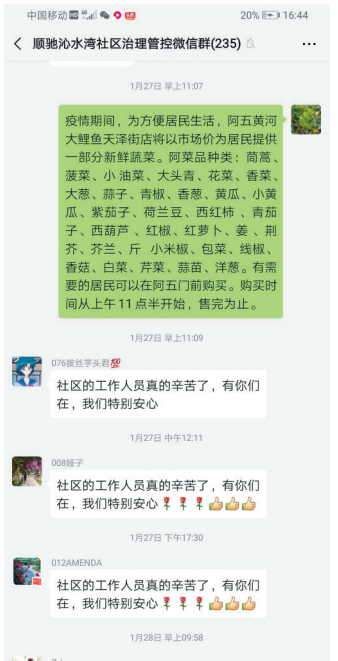 中国移动 20% 16:44
顺驰沁水湾社区治理管控微信群(235)
1月27日 早上11:07
疫情期间，为方便居民生活，阿五黄河
大鲤鱼天泽街店将以市场价为居民提供
一部分新鲜蔬菜。阿菜品种类：茼蒿、
菠菜、小油菜、大头青、花菜、香菜、
大葱、蒜子、青椒、香葱、黄瓜、小黄
瓜、紫茄子、荷兰豆、西红柿 、青茄
子、西葫芦 、红椒、红萝卜、姜 、荆
芥、芥兰、斤 小米椒、包菜、线椒、
香菇、白菜、芹菜、蒜苗、洋葱。有需
要的居民可以在阿五门前购买。购买时
间从上午 11 点半开始，售完为止。
1月27日 早上11:09
076拔丝芋头君💯
社区的工作人员真的辛苦了，有你们
在，我们特别安心
1月27日 中午12:11
008娅子
社区的工作人员真的辛苦了，有你们
在，我们特别安心🌹🌹🌹👍👍👍
1月27日 下午17:30
012AMENDA
社区的工作人员真的辛苦了，有你们
在，我们特别安心🌹🌹🌹👍👍👍
1月28日 早上09:58